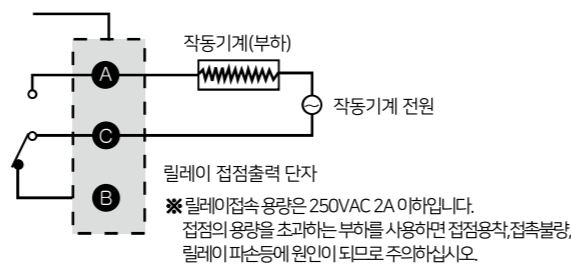 작동기계(부하)
A
작동기계 전원
C
릴레이 접점출력 단자
B
※ 릴레이접속 용량은 250VAC 2A 이하입니다.
접점의 용량을 초과하는 부하를 사용하면 접점용착,접촉불량,
릴레이 파손등에 원인이 되므로 주의하십시오.